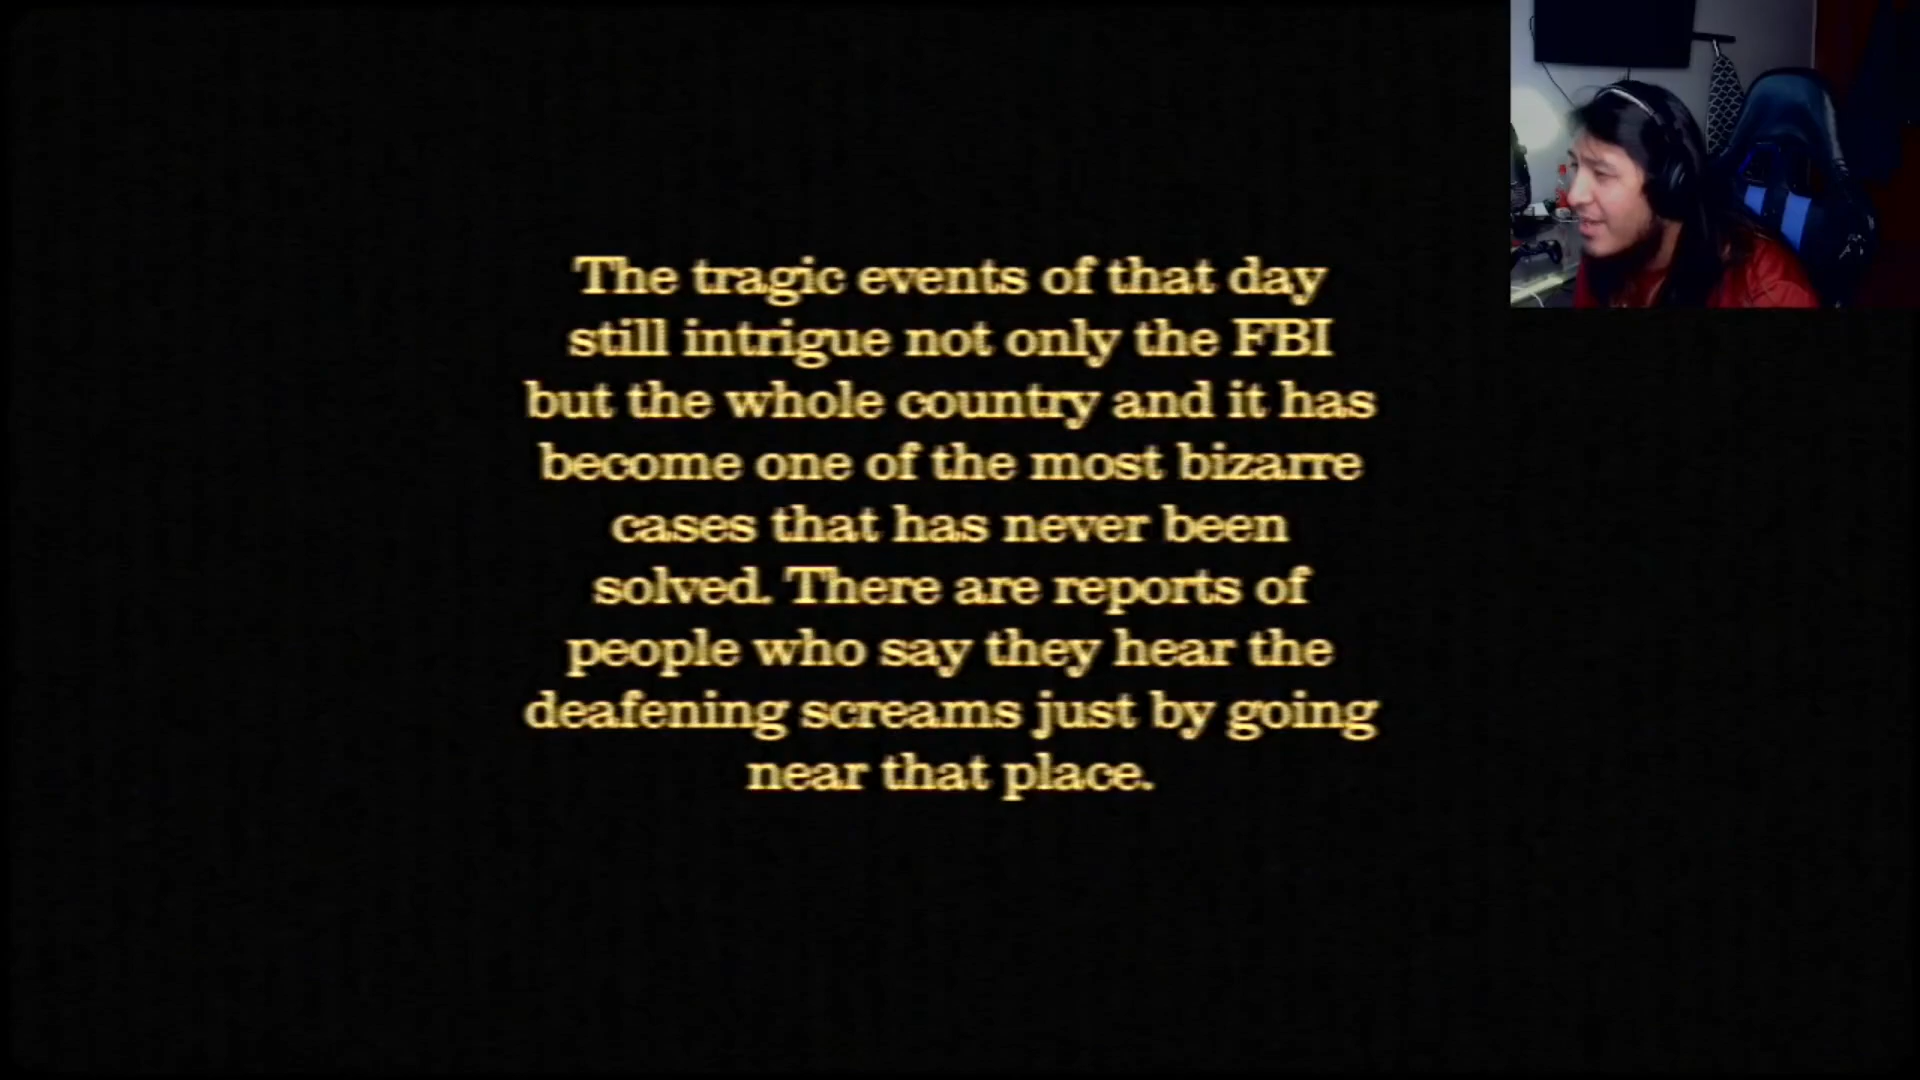 The tragic events of that day
still intrigue not only the FBI
but the whole country and it has
become one of the most bizarre
cases that has never been
solved. There are reports of
people who say they hear the
deafening screams just by going
near that place.